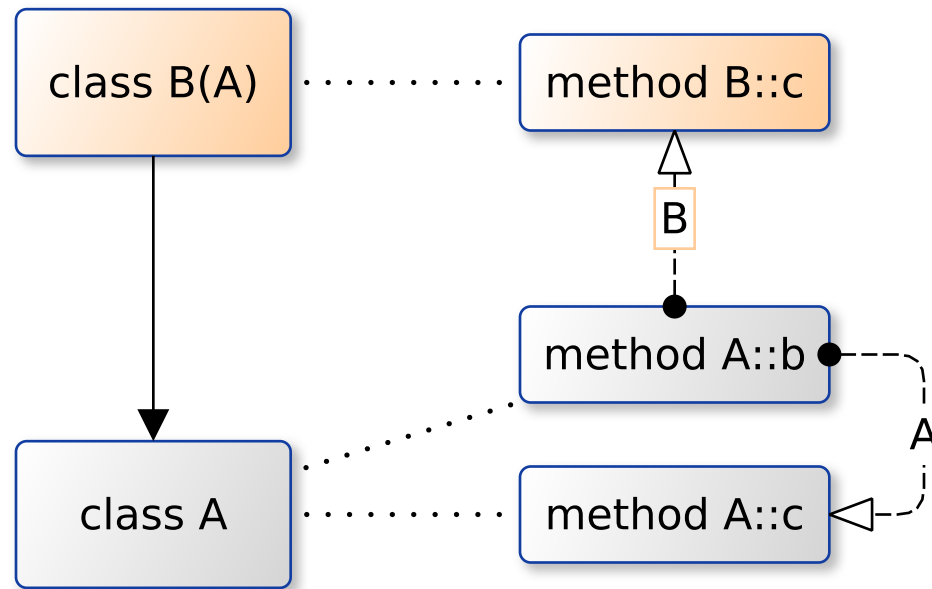 class B(A)
method B::c
B
method A::b
A
class A
method A::c